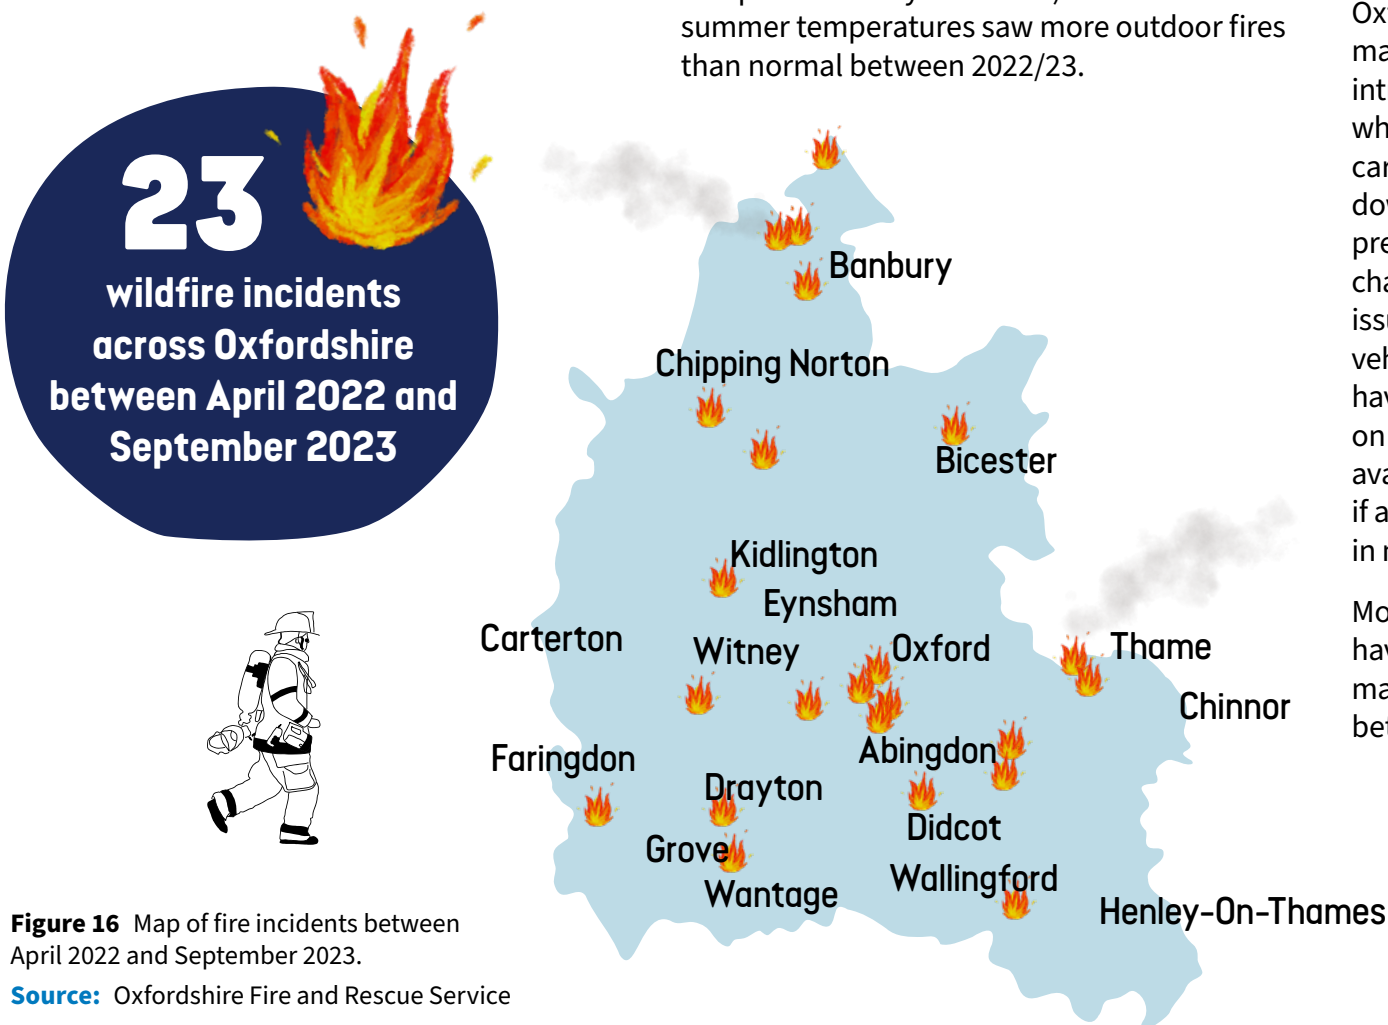 summer temperatures saw more outdoor fires
than normal between 2022/23.
23
wildfire incidents
across Oxfordshire
between April 2022 and
September 2023
Banbury
Chipping Norton
Bicester
Kidlington
Eynsham
Carterton
Witney
Oxford
Thame
Chinnor
Faringdon
Abingdon
Drayton
Didcot
Grove
Wallingford
Wantage
Henley-On-Thames
Figure 16 Map of fire incidents between
April 2022 and September 2023.
Source: Oxfordshire Fire and Rescue Service
on
if a